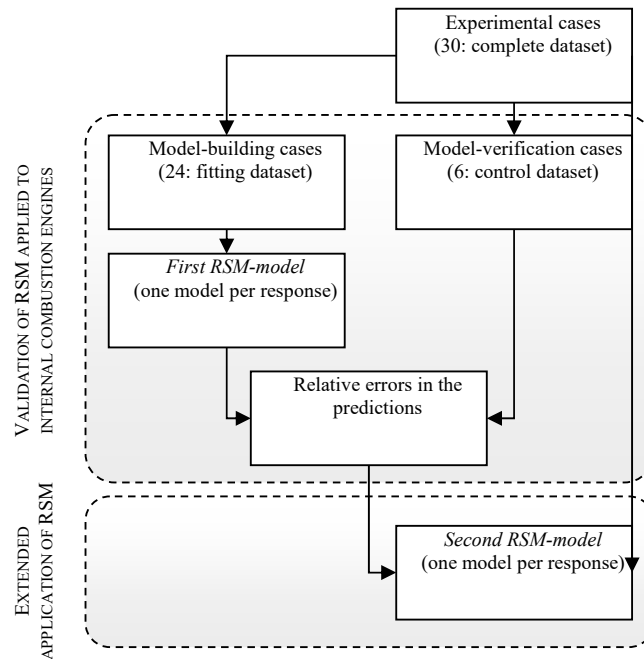 Experimental cases
(30: complete dataset)
Model-building cases
(24: fitting dataset)
Model-verification cases
(6: control dataset)
First RSM-model
(one model per response)
Relative errors in the
predictions
Second RSM-model
(one model per response)
VALIDATION OF RSM APPLIED TO
INTERNAL COMBUSTION ENGINES
EXTENDED
APPLICATION OF RSM